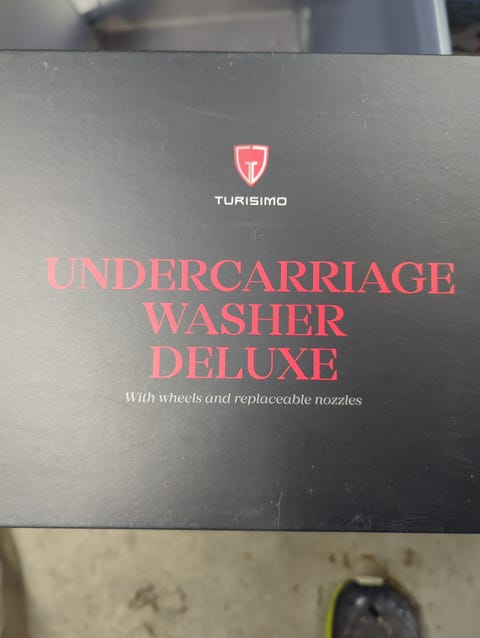 TURISIMO
UNDERCARRIAGE
WASHER
DELUXE
With wheels and replaceable nozzles